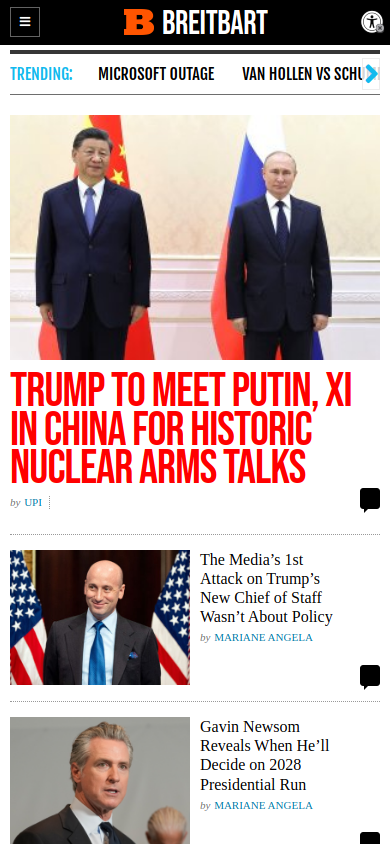 BREITBART
TRENDING:
MICROSOFT OUTAGE
VAN HOLLEN VS SCHU
TRUMP TO MEET PUTIN, XI
IN CHINA FOR HISTORIC
NUCLEAR ARMS TALKS
by UPI
The Media’s 1st
Attack on Trump’s
New Chief of Staff
Wasn’t About Policy
by MARIANE ANGELA
Gavin Newsom
Reveals When He’ll
Decide on 2028
Presidential Run
by MARIANE ANGELA